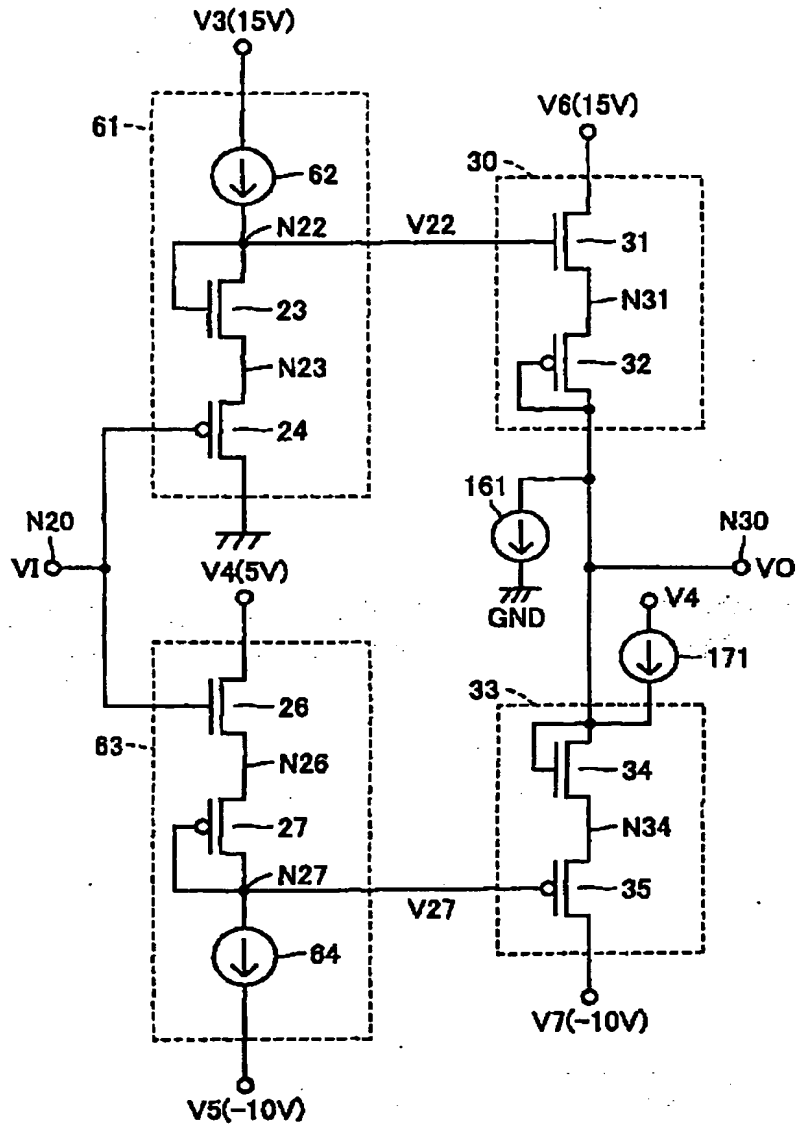 V3(15V)
61
62
N22
V22
23
N23
24
V6(15V)
30
31
N31
32
161
GND
N20
VI
N30
VO
V4(5V)
V4
171
33
26
63
N26
27
N27
V27
34
N34
35
64
V7(-10V)
V5(-10V)